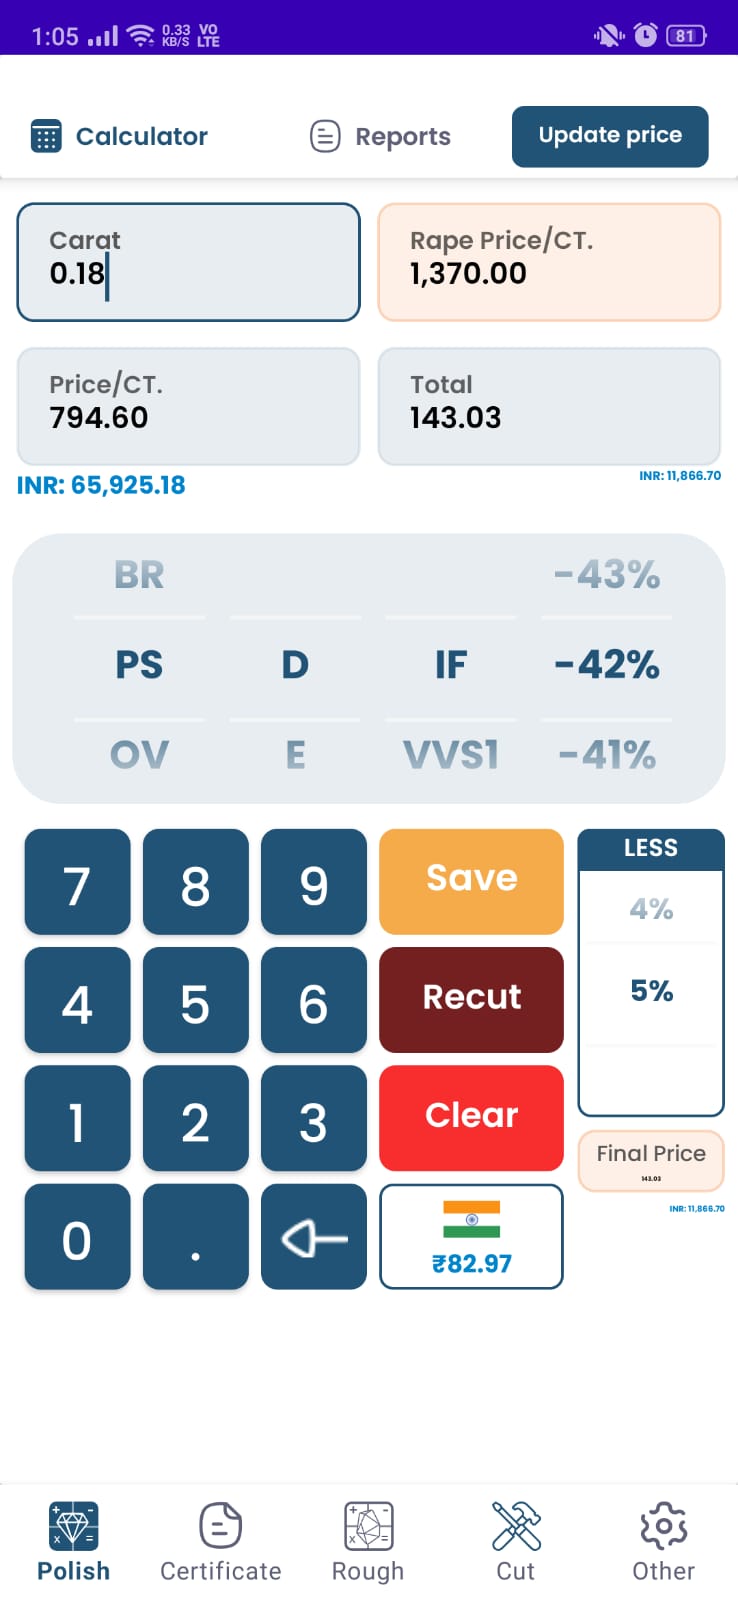 1:05 0.33 KB/S VO LTE 81
Calculator Reports Update price
Carat
0.18
Rape Price/CT.
1,370.00
Price/CT.
794.60
Total
143.03
INR: 65,925.18
INR: 11,866.70
BR -43%
PS D IF -42%
OV E VVS1 -41%
7 8 9 Save
LESS
4%
5%
4 5 6 Recut
1 2 3 Clear
Final Price
143.03
INR: 11,866.70
0 .
₹82.97
Polish Certificate Rough Cut Other